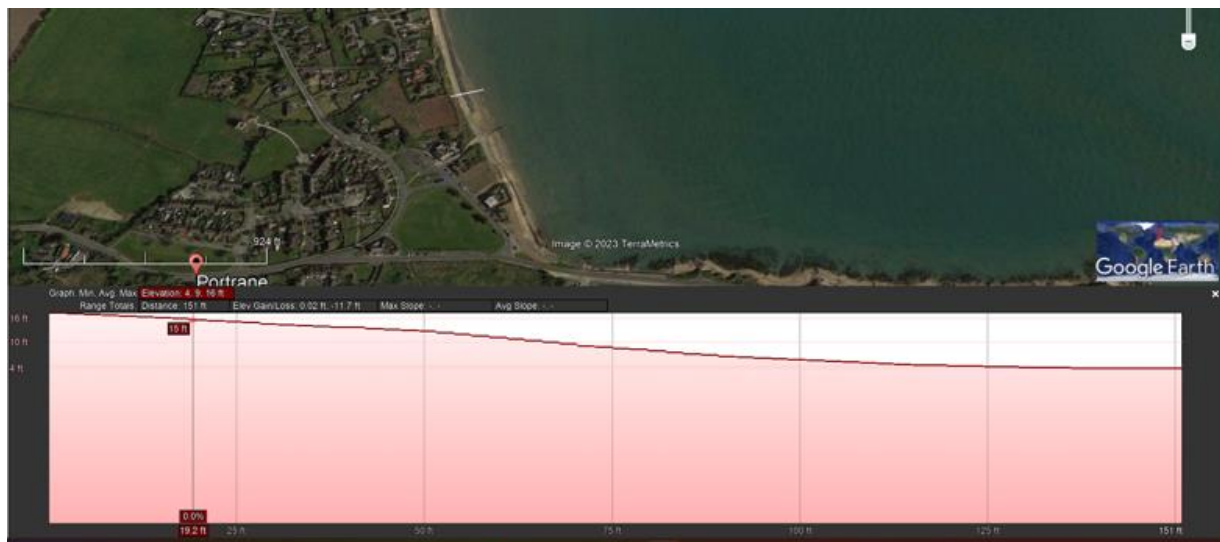 924 ft
Image © 2023 TerraMetrics
Portrane
Google Earth
Graph: Min, Avg, Max Elevation: 4, 9, 16 ft
Range Totals: Distance: 151 ft Elev Gain/Loss: 0.02 ft, -11.7 ft Max Slope: -, - Avg Slope: -, -
16 ft
15 ft
10 ft
4 ft
0.0%
19.2 ft 25 ft 50 ft 75 ft 100 ft 125 ft 151 ft